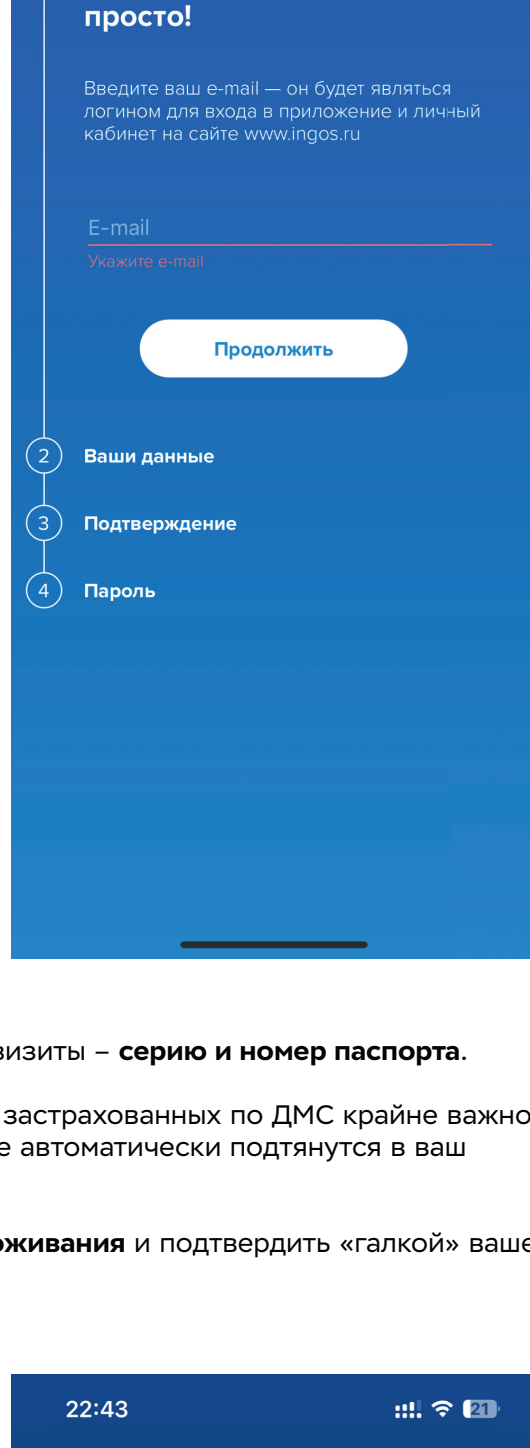 просто!
Введите ваш e-mail — он будет являться
логином для входа в приложение и личный
кабинет на сайте www.ingos.ru
E-mail
Укажите e-mail
Продолжить
2 Ваши данные
3 Подтверждение
4 Пароль
визиты – серию и номер паспорта.
застрахованных по ДМС крайне важно
е автоматически подтянутся в ваш
живания и подтвердить «галкой» ваше
22:43 21